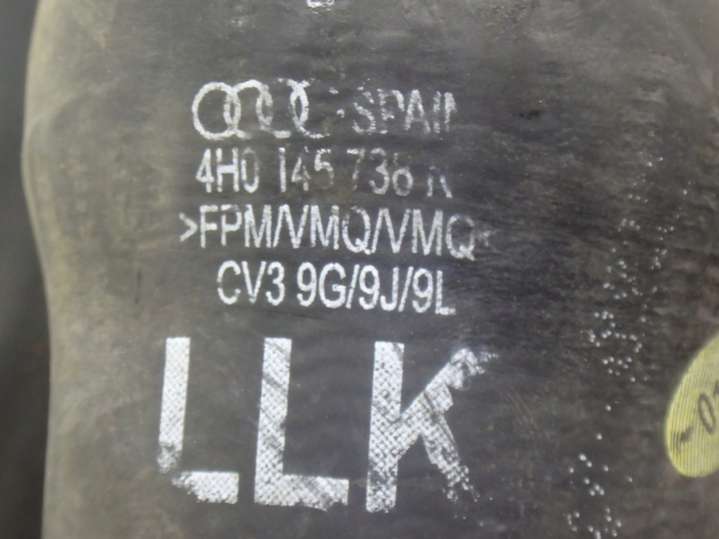 SPAIN
4H0 145 738
>FPM/VMQ/VMQ<
CV3 9G/9J/9L
LLK